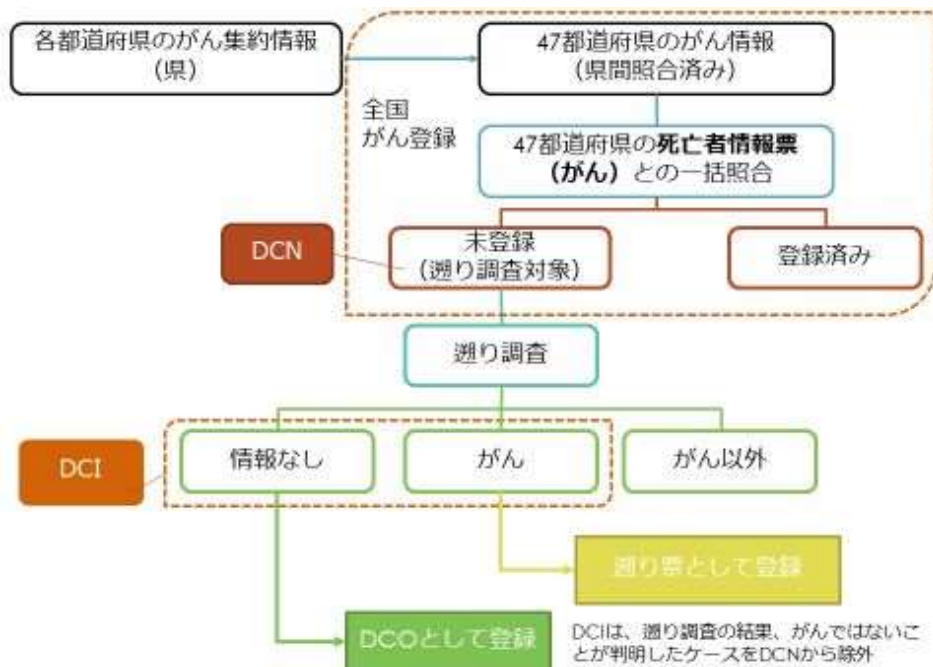 各都道府県のがん集約情報
（県）
47都道府県のがん情報
（県間照合済み）
全国
がん登録
47都道府県の死亡者情報票
（がん）との一括照合
DCN
未登録
（遡り調査対象）
登録済み
遡り調査
DCI
情報なし
がん
がん以外
遡り票として登録
DCOとして登録
DCIは、遡り調査の結果、がんではないこ
とが判明したケースをDCNから除外